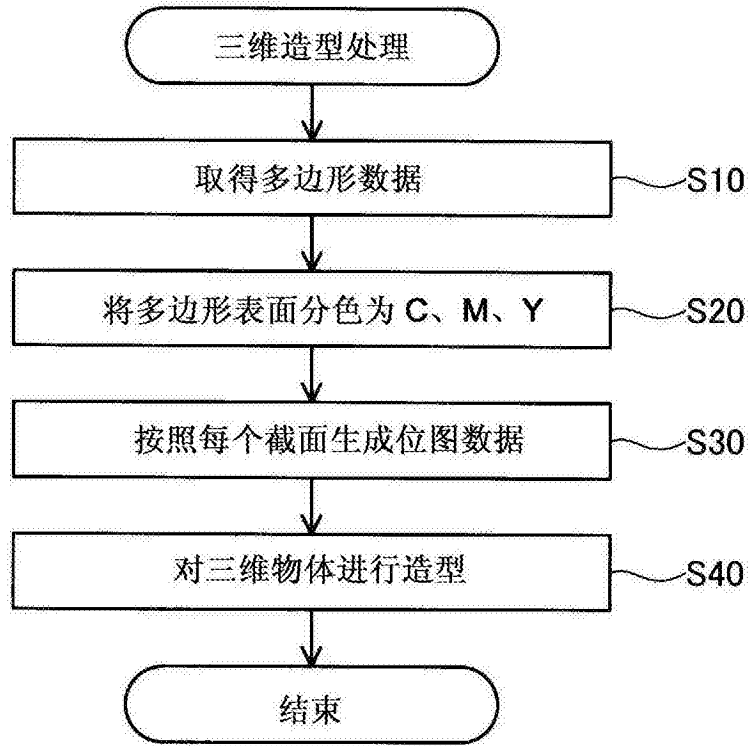 三维造型处理
取得多边形数据 S10
将多边形表面分色为 C、M、Y S20
按照每个截面生成位图数据 S30
对三维物体进行造型 S40
结束